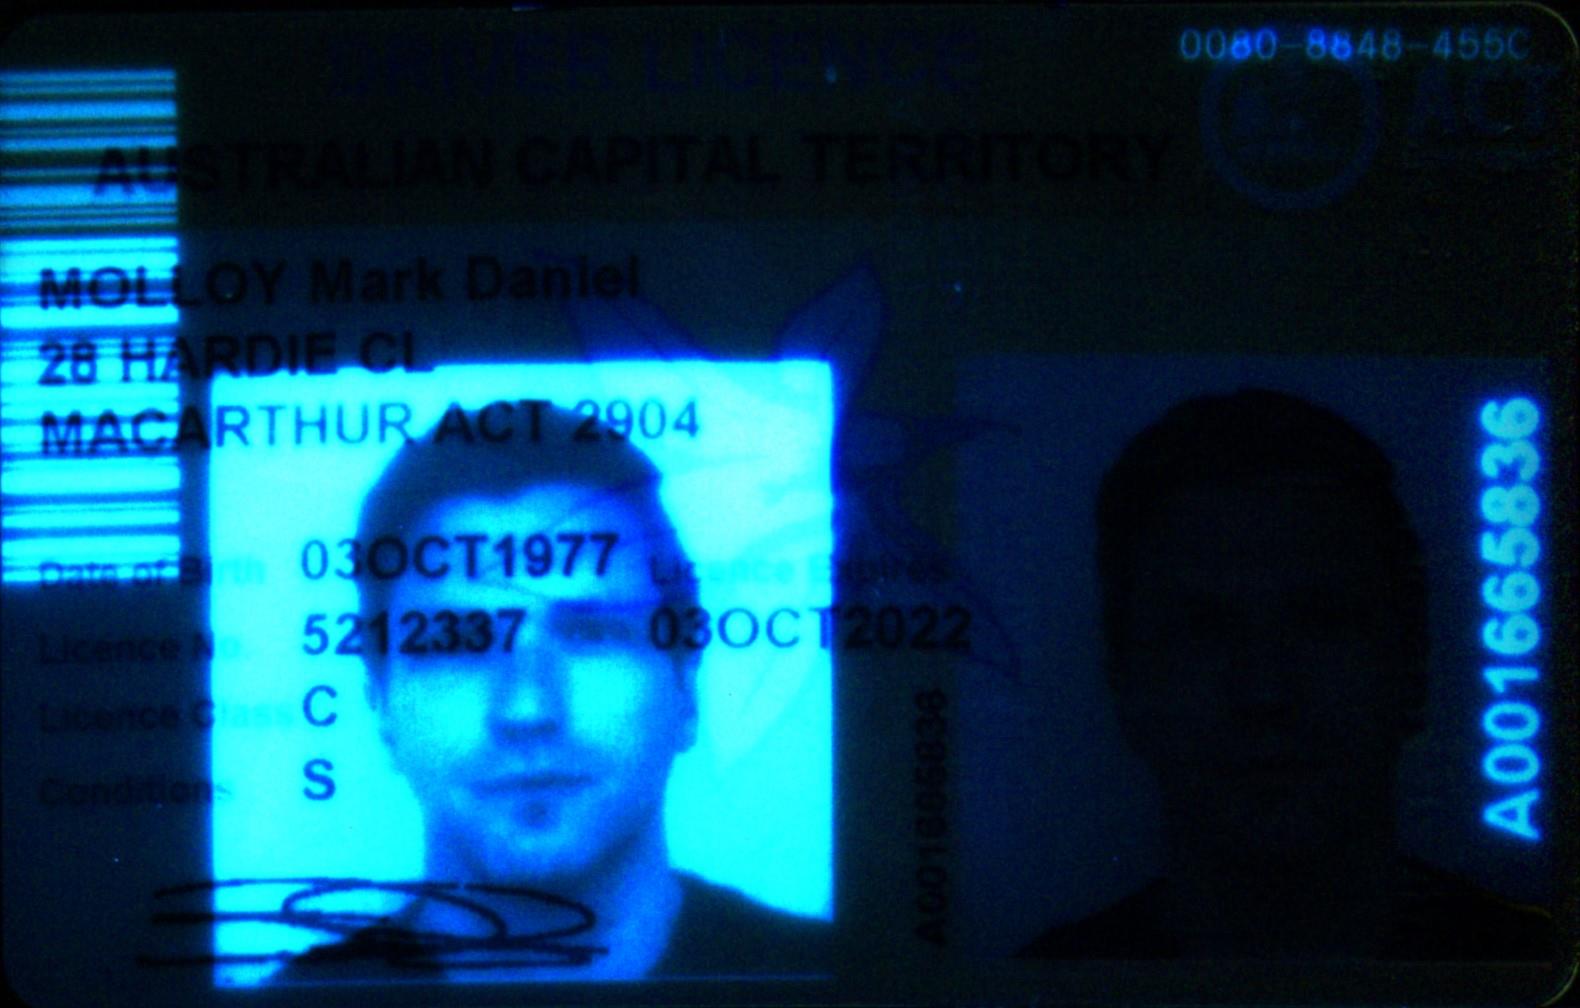 0080-8848-455C
DRIVER LICENCE
ACT
AUSTRALIAN CAPITAL TERRITORY
MOLLOY Mark Daniel
28 HARDIE CL
MACARTHUR ACT 2904
Date of Birth 03OCT1977 Licence Expires
Licence No. 5212337 03OCT2022
Licence Class C
Conditions S
A001665836
A001665836